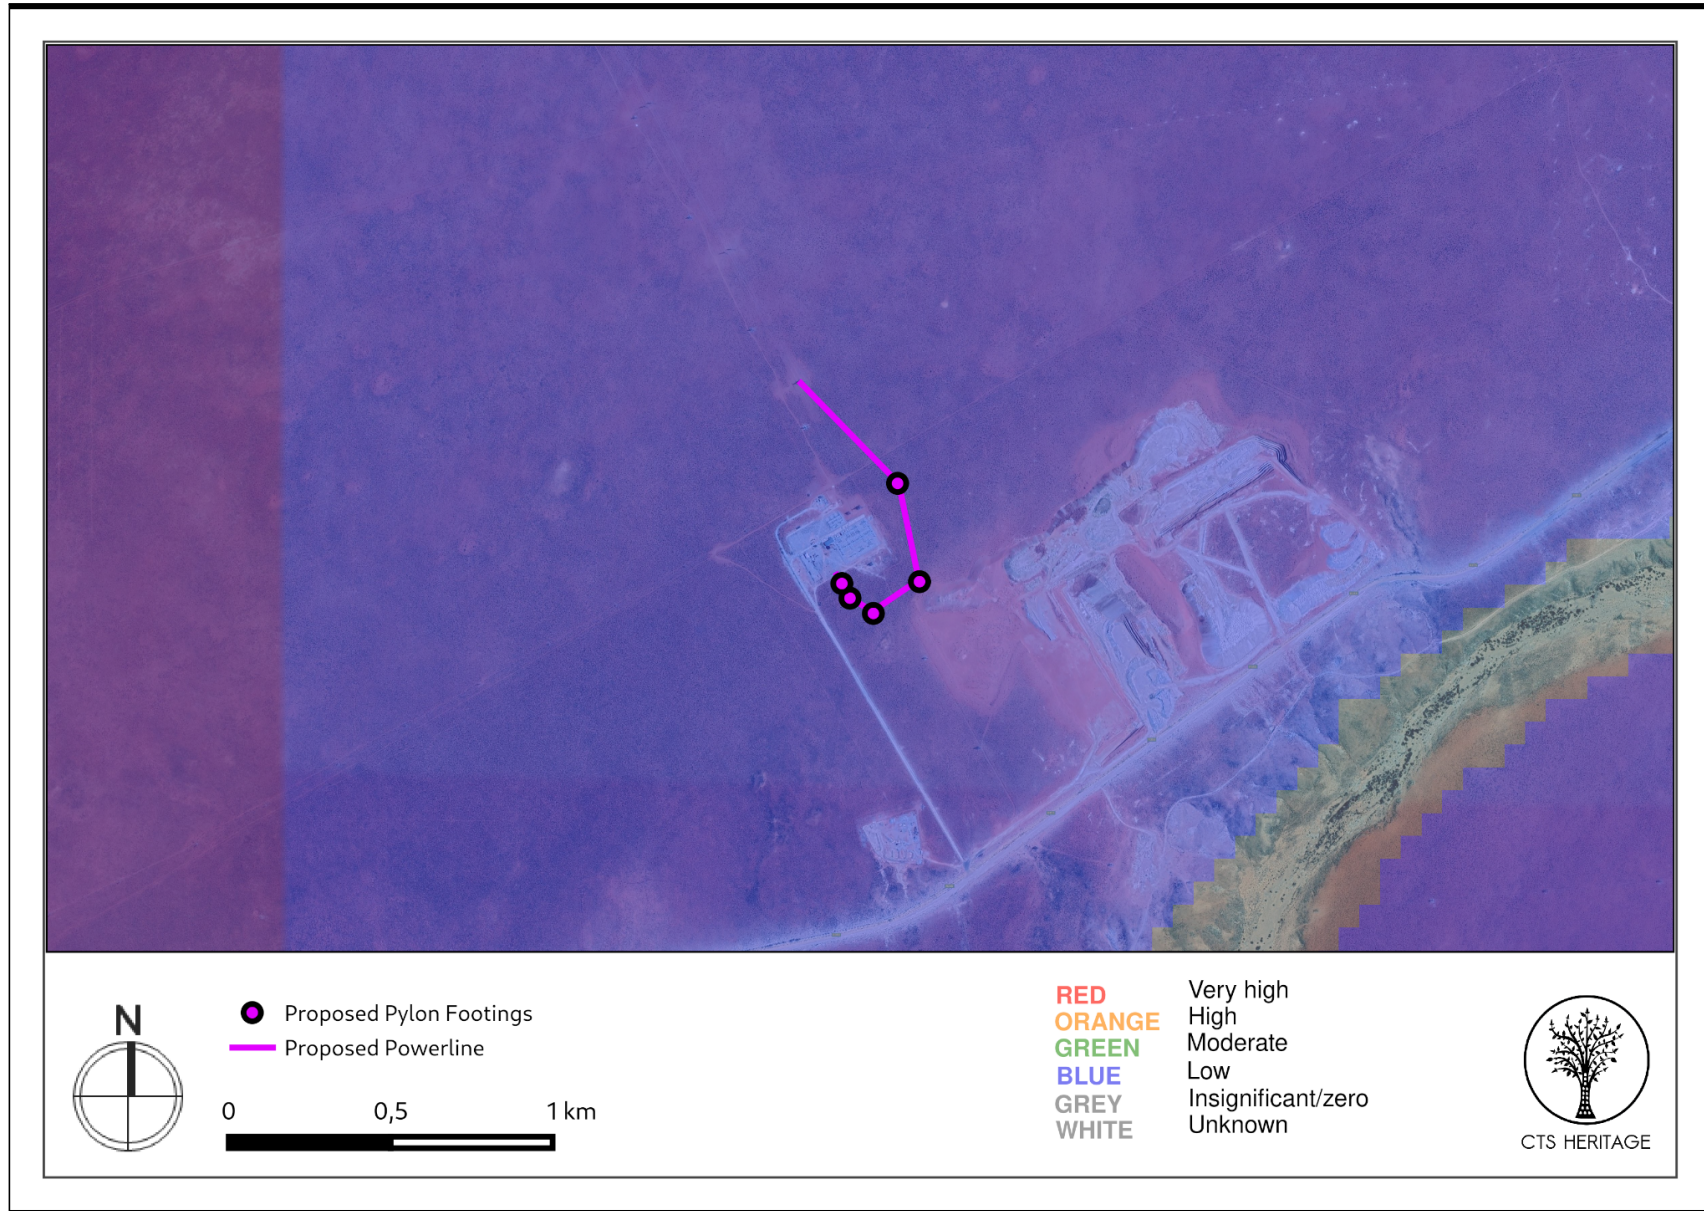 N
Proposed Pylon Footings
Proposed Powerline
0 0,5 1 km
RED Very high
ORANGE High
GREEN Moderate
BLUE Low
GREY Insignificant/zero
WHITE Unknown
CTS HERITAGE